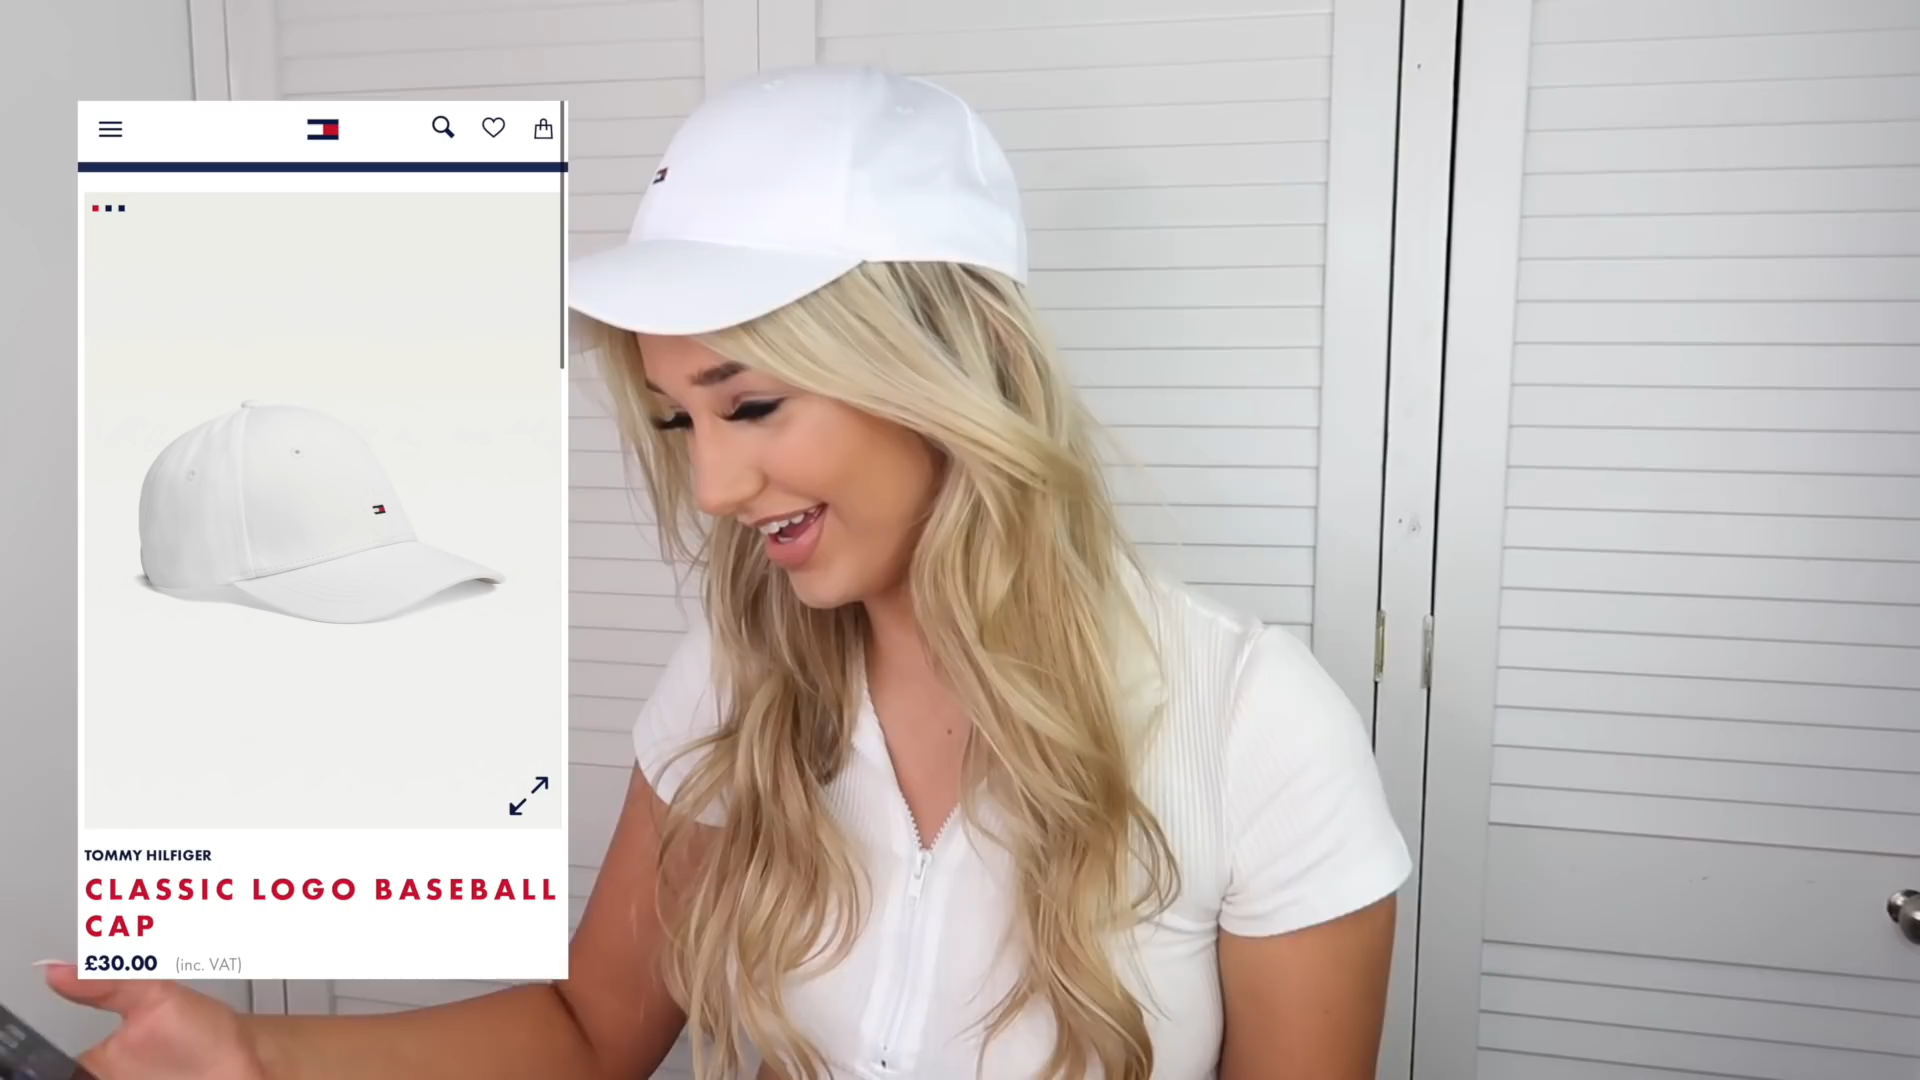 TOMMY HILFIGER
CLASSIC LOGO BASEBALL
CAP
£30.00 (inc. VAT)